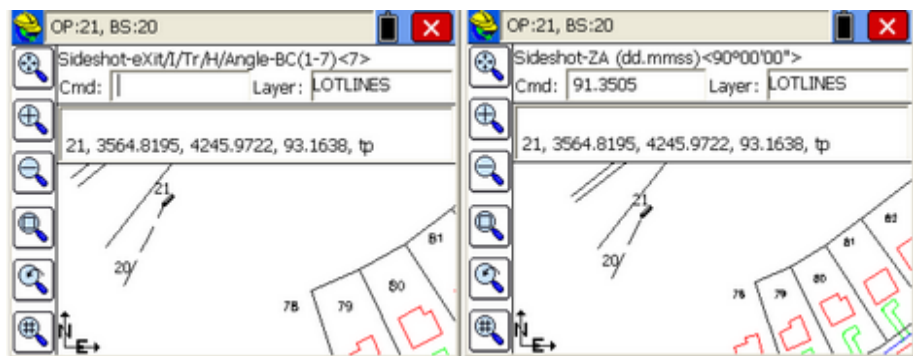 OP:21, BS:20
Sideshot-eXit/I/Tr/H/Angle-BC(1-7)<7>
Cmd: Layer: LOTLINES
21, 3564.8195, 4245.9722, 93.1638, tp
21
20
81
80
79
78
N
E
OP:21, BS:20
Sideshot-ZA (dd.mmss)<90°00'00">
Cmd: 91.3505 Layer: LOTLINES
21, 3564.8195, 4245.9722, 93.1638, tp
21
20
82
81
80
79
78
N
E